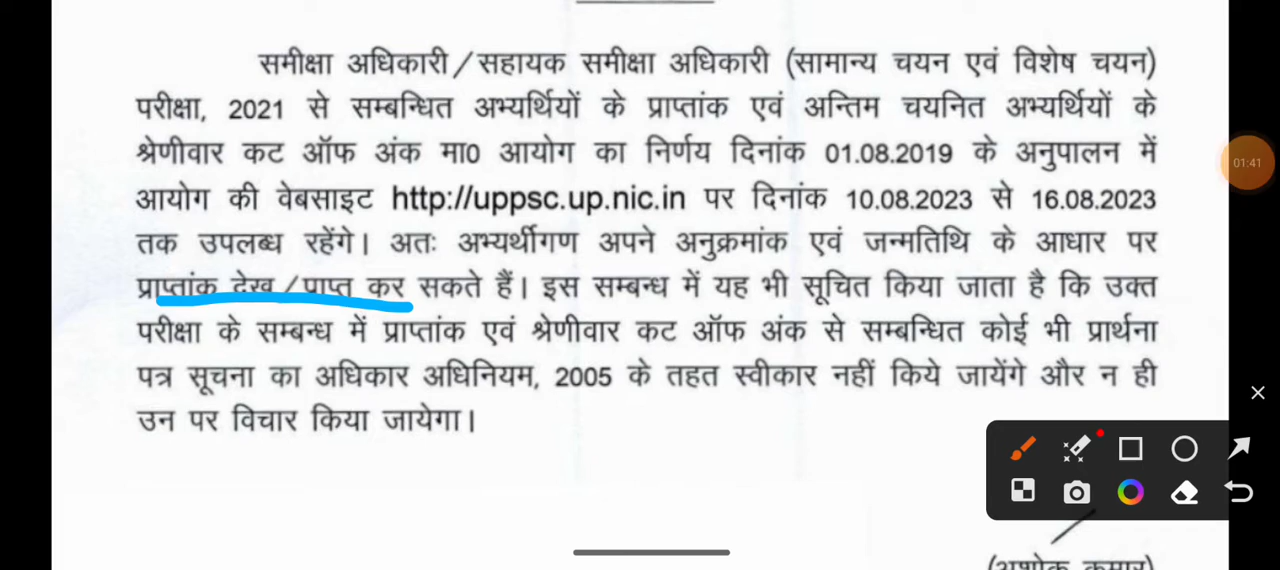 समीक्षा अधिकारी/सहायक समीक्षा अधिकारी (सामान्य चयन एवं विशेष चयन)
परीक्षा, 2021 से सम्बन्धित अभ्यर्थियों के प्राप्तांक एवं अन्तिम चयनित अभ्यर्थियों के
श्रेणीवार कट ऑफ अंक मा0 आयोग का निर्णय दिनांक 01.08.2019 के अनुपालन में
आयोग की वेबसाइट http://uppsc.up.nic.in पर दिनांक 10.08.2023 से 16.08.2023
तक उपलब्ध रहेंगे। अतः अभ्यर्थीगण अपने अनुक्रमांक एवं जन्मतिथि के आधार पर
प्राप्तांक देख/प्राप्त कर सकते हैं। इस सम्बन्ध में यह भी सूचित किया जाता है कि उक्त
परीक्षा के सम्बन्ध में प्राप्तांक एवं श्रेणीवार कट ऑफ अंक से सम्बन्धित कोई भी प्रार्थना
पत्र सूचना का अधिकार अधिनियम, 2005 के तहत स्वीकार नहीं किये जायेंगे और न ही
उन पर विचार किया जायेगा।
(अशोक कुमार)
01:41